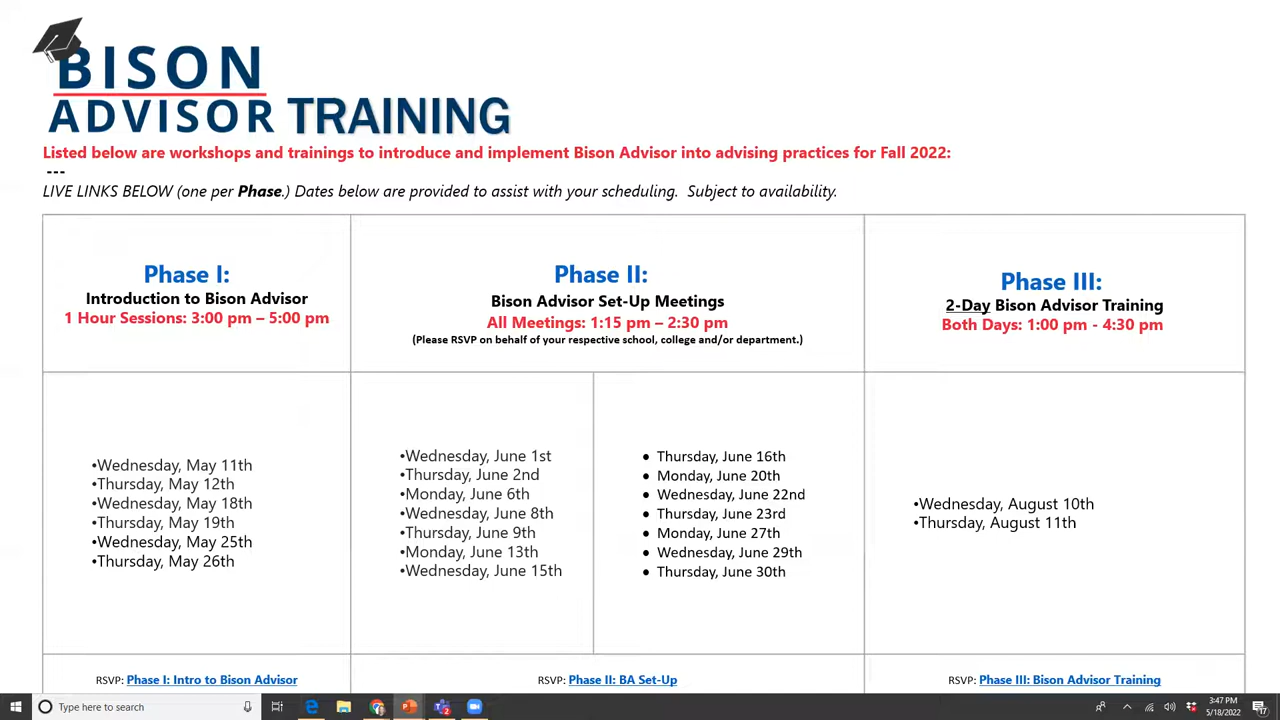 BISON
ADVISOR TRAINING
Listed below are workshops and trainings to introduce and implement Bison Advisor into advising practices for Fall 2022:
---
LIVE LINKS BELOW (one per Phase.) Dates below are provided to assist with your scheduling. Subject to availability.
Phase I:
Introduction to Bison Advisor
1 Hour Sessions: 3:00 pm – 5:00 pm
Phase II:
Bison Advisor Set-Up Meetings
All Meetings: 1:15 pm – 2:30 pm
(Please RSVP on behalf of your respective school, college and/or department.)
Phase III:
2-Day Bison Advisor Training
Both Days: 1:00 pm - 4:30 pm
•Wednesday, May 11th
•Thursday, May 12th
•Wednesday, May 18th
•Thursday, May 19th
•Wednesday, May 25th
•Thursday, May 26th
•Wednesday, June 1st
•Thursday, June 2nd
•Monday, June 6th
•Wednesday, June 8th
•Thursday, June 9th
•Monday, June 13th
•Wednesday, June 15th
• Thursday, June 16th
• Monday, June 20th
• Wednesday, June 22nd
• Thursday, June 23rd
• Monday, June 27th
• Wednesday, June 29th
• Thursday, June 30th
•Wednesday, August 10th
•Thursday, August 11th
RSVP: Phase I: Intro to Bison Advisor
RSVP: Phase II: BA Set-Up
RSVP: Phase III: Bison Advisor Training
Type here to search
3:47 PM
5/18/2022
17